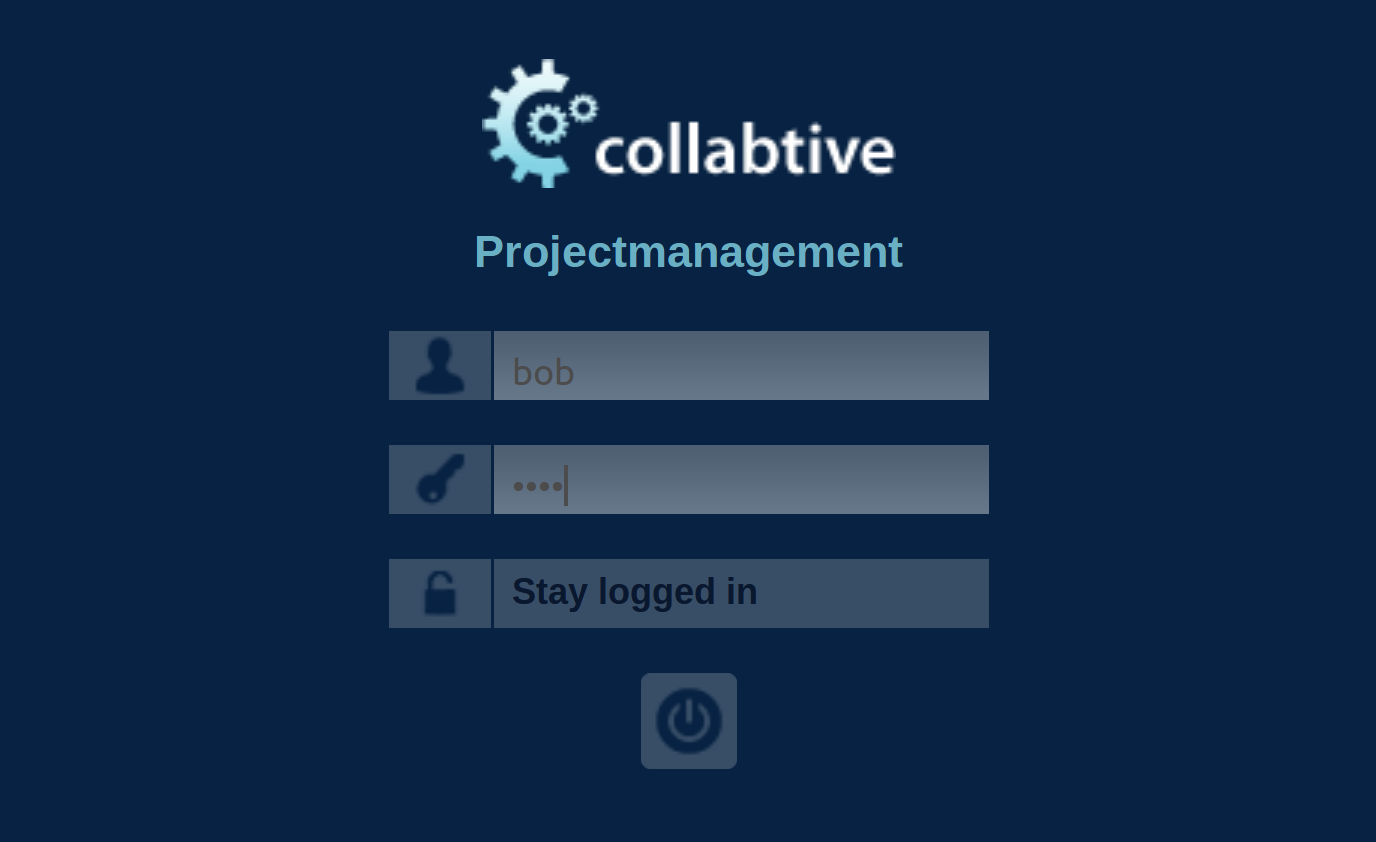 collabtive
Projectmanagement
bob
••••
Stay logged in